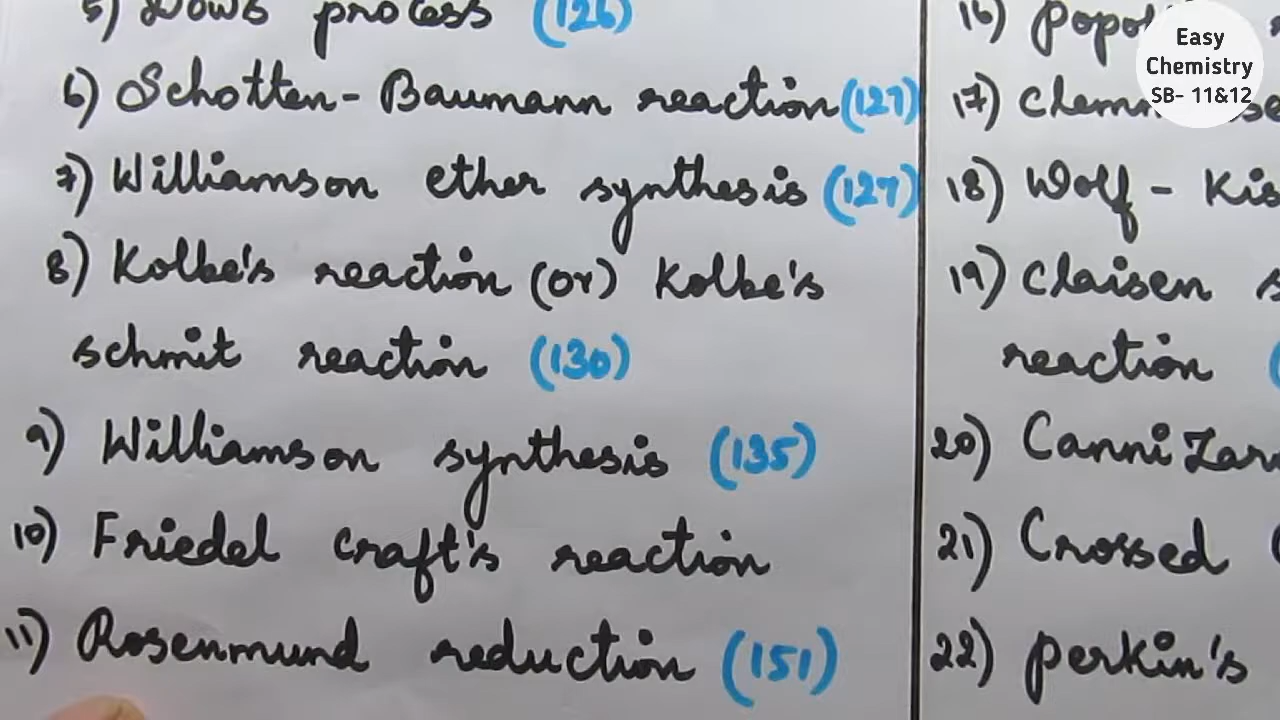 5) Dows process (126)
6) Schotten - Baumann reaction (127)
7) Williamson ether synthesis (127)
8) Kolbe's reaction (or) Kolbe's
schmit reaction (130)
9) Williamson synthesis (135)
10) Friedel craft's reaction
11) Rosenmund reduction (151)
16)
17)
18) Wolf - Kis
19) Claisen
reaction (
20) Cannizar
21) Crossed
22) perkin's
Easy
Chemistry
SB- 11&12